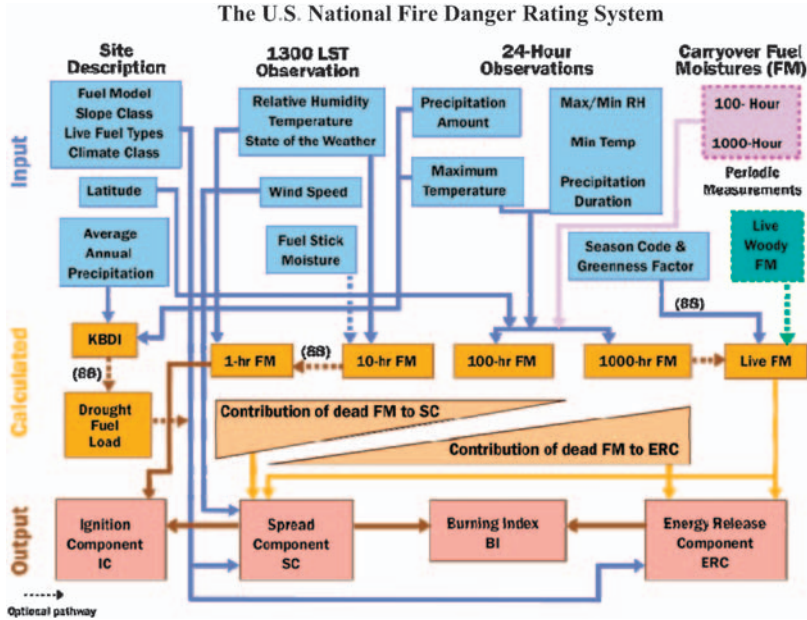 The U.S. National Fire Danger Rating System
Site
Description
1300 LST
Observation
24-Hour
Observations
Carryover Fuel
Moistures (FM)
Input
Fuel Model
Slope Class
Live Fuel Types
Climate Class
Relative Humidity
Temperature
State of the Weather
Precipitation
Amount
Max/Min RH
Min Temp
Precipitation
Duration
100- Hour
1000-Hour
Latitude
Wind Speed
Maximum
Temperature
Periodic
Measurements
Average
Annual
Precipitation
Fuel Stick
Moisture
Season Code &
Greenness Factor
Live
Woody
FM
(88)
Calculated
KBDI
1-hr FM
(88)
10-hr FM
100-hr FM
1000-hr FM
Live FM
(88)
Drought
Fuel
Load
Contribution of dead FM to SC
Contribution of dead FM to ERC
Output
Ignition
Component
IC
Spread
Component
SC
Burning Index
BI
Energy Release
Component
ERC
Optional pathway